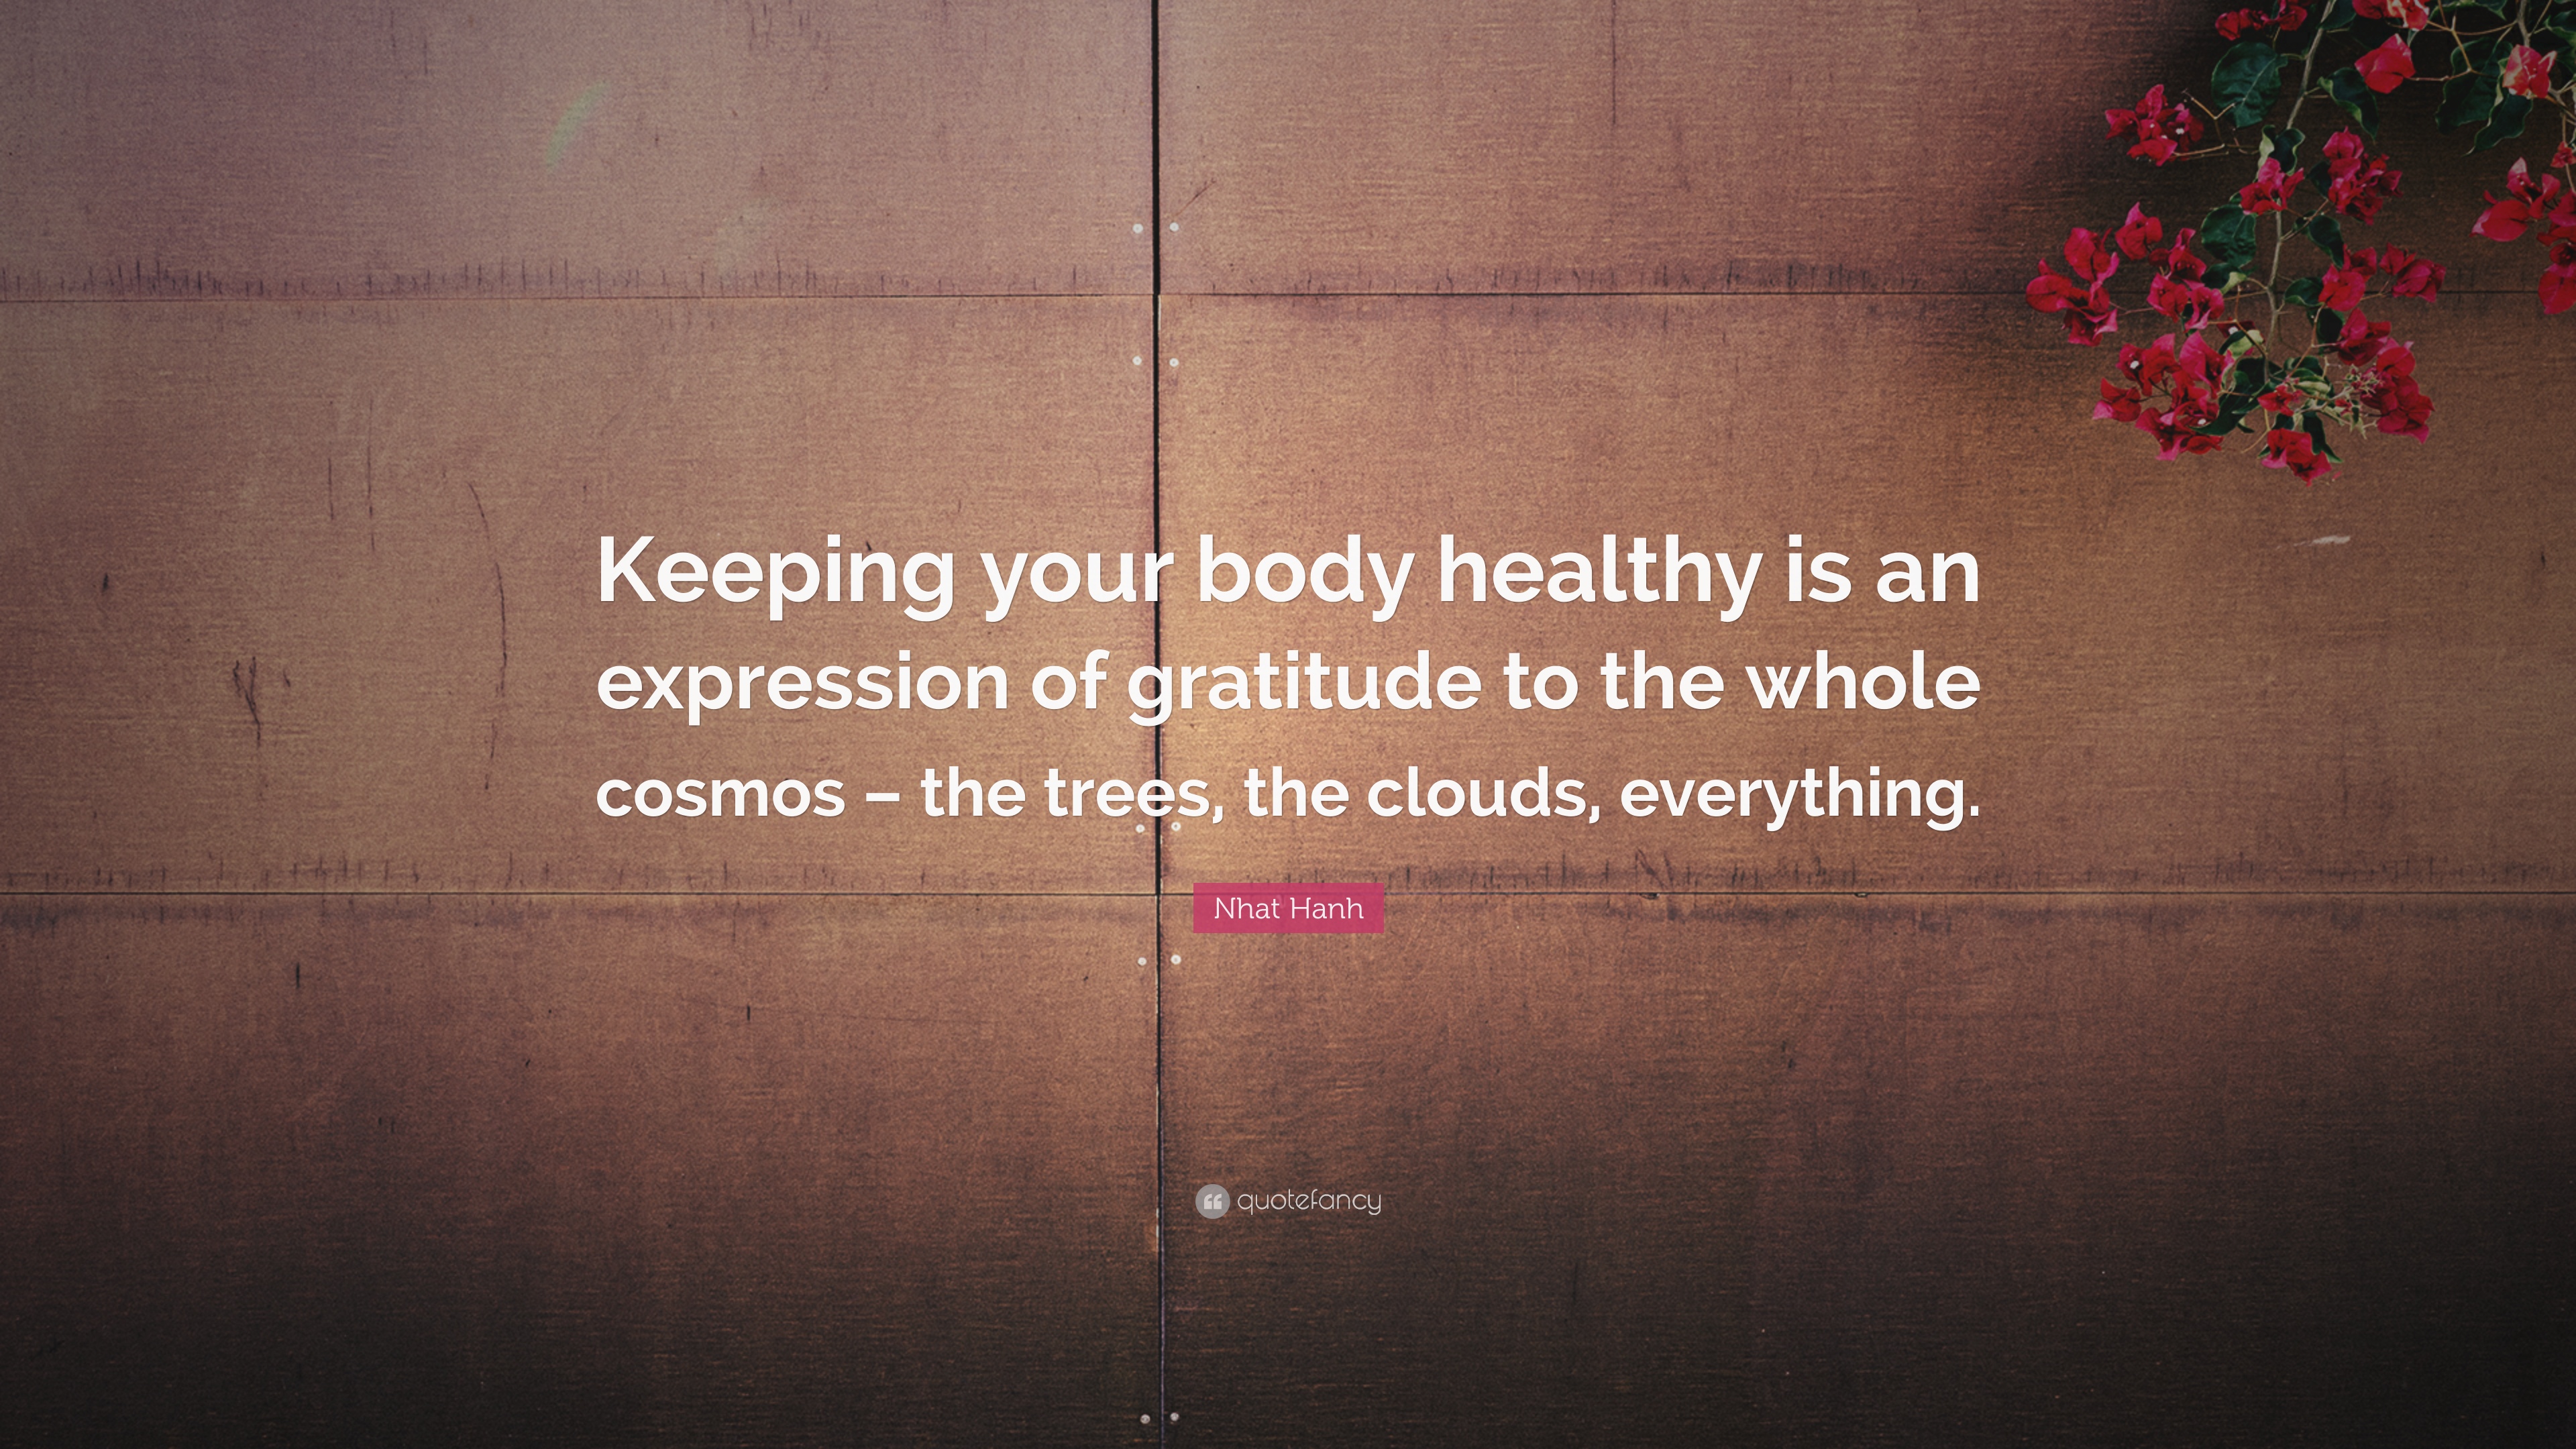 Keeping your body healthy is an
expression of gratitude to the whole
cosmos – the trees, the clouds, everything.
Nhat Hanh
quotefancy